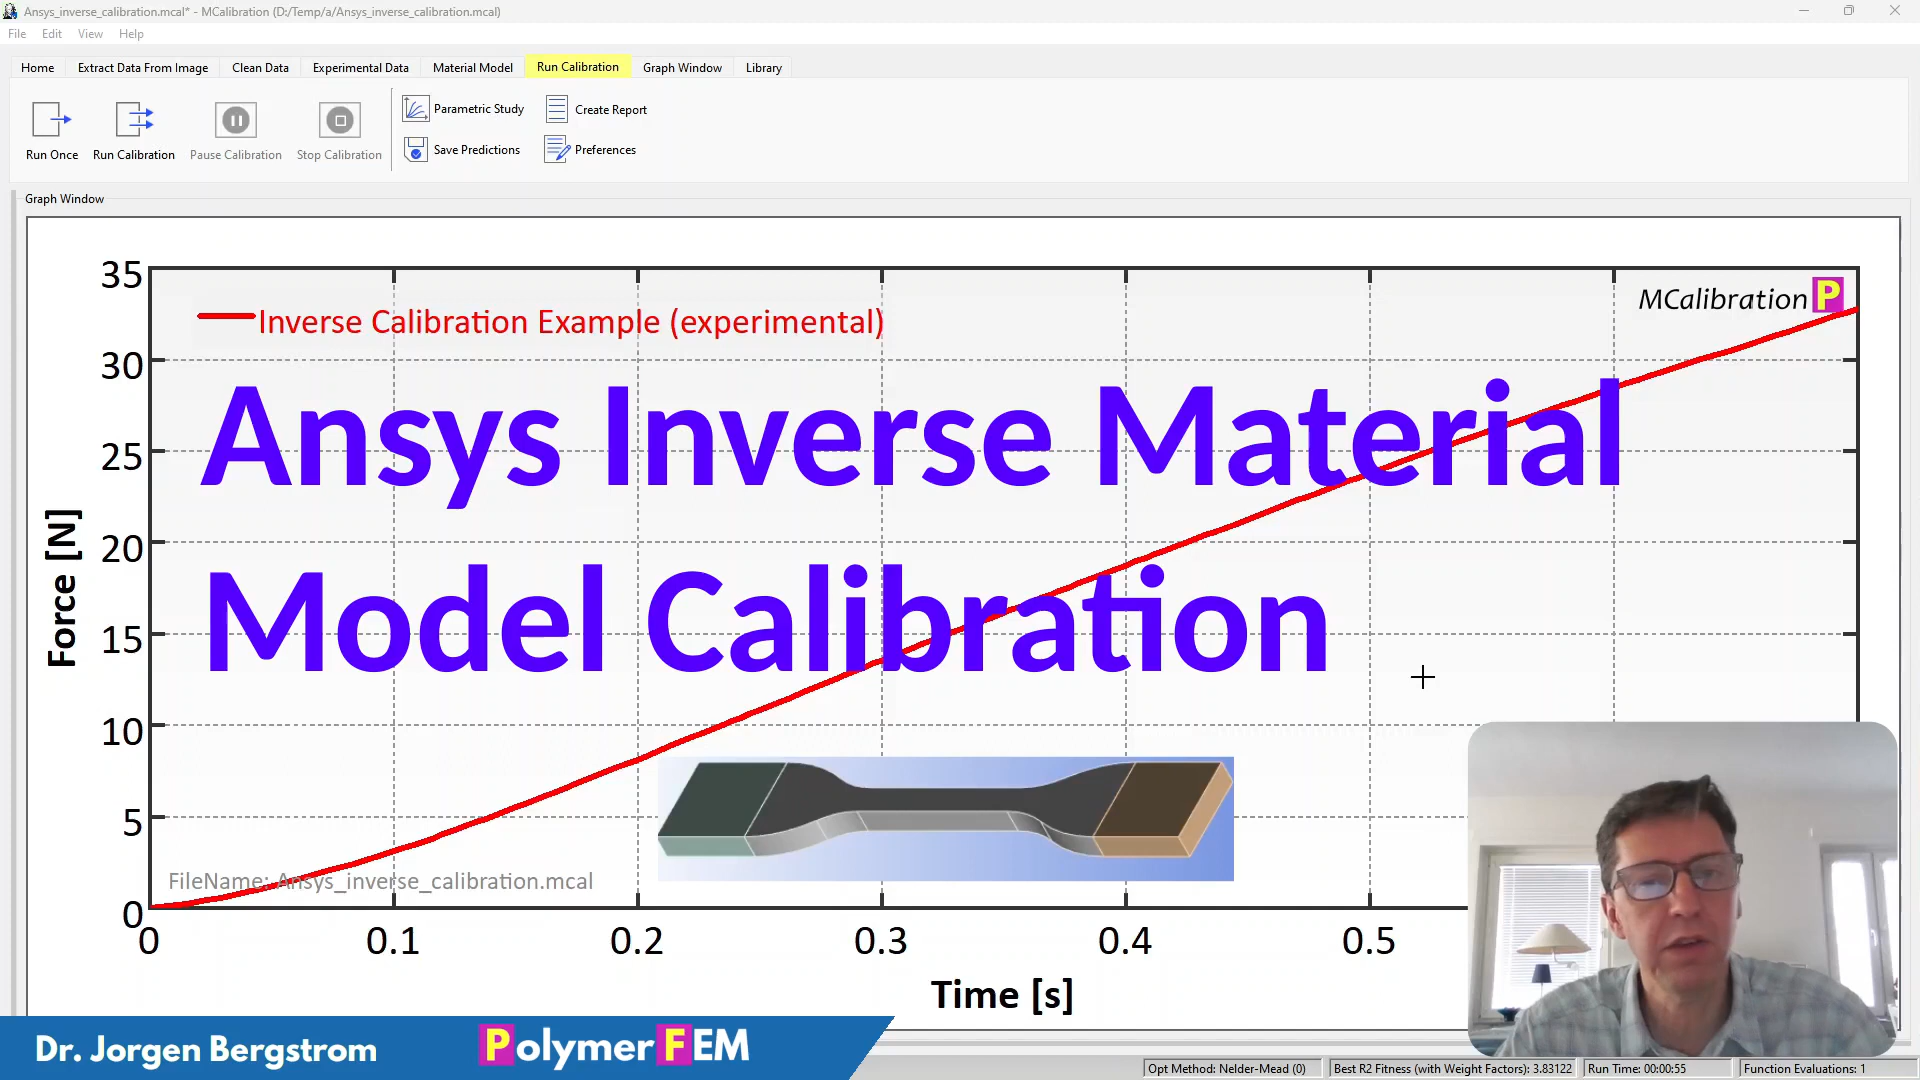 Ansys_inverse_calibration.mcal* - MCalibration (D:/Temp/a/Ansys_inverse_calibration.mcal)
File Edit View Help
Home Extract Data From Image Clean Data Experimental Data Material Model Run Calibration Graph Window Library
Parametric Study Create Report
Run Once Run Calibration Pause Calibration Stop Calibration Save Predictions Preferences
Graph Window
35
MCalibration P
Inverse Calibration Example (experimental)
30
Ansys Inverse Material
25
20
Force [N]
Model Calibration
15
10
5
FileName: Ansys_inverse_calibration.mcal
0
0 0.1 0.2 0.3 0.4 0.5
Time [s]
Dr. Jorgen Bergstrom PolymerFEM
Opt Method: Nelder-Mead (0) Best R2 Fitness (with Weight Factors): 3.83122 Run Time: 00:00:55 Function Evaluations: 1